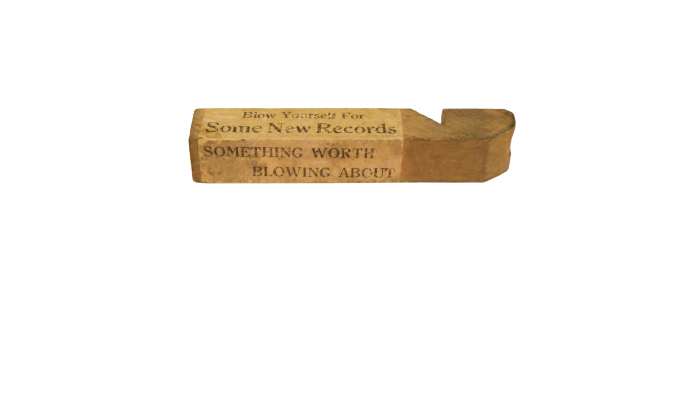 Blow Yourself For
Some New Records
SOMETHING WORTH
BLOWING ABOUT